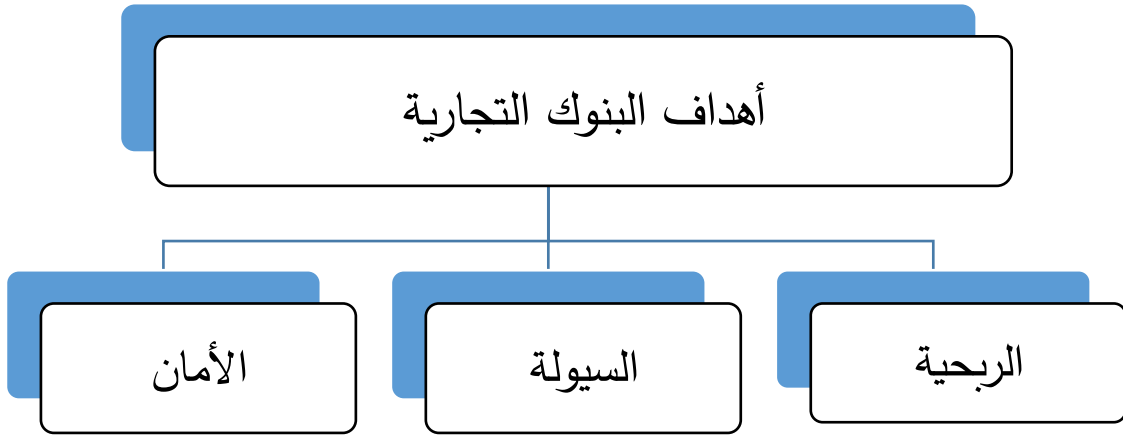 أهداف البنوك التجارية
الربحية
السيولة
الأمان